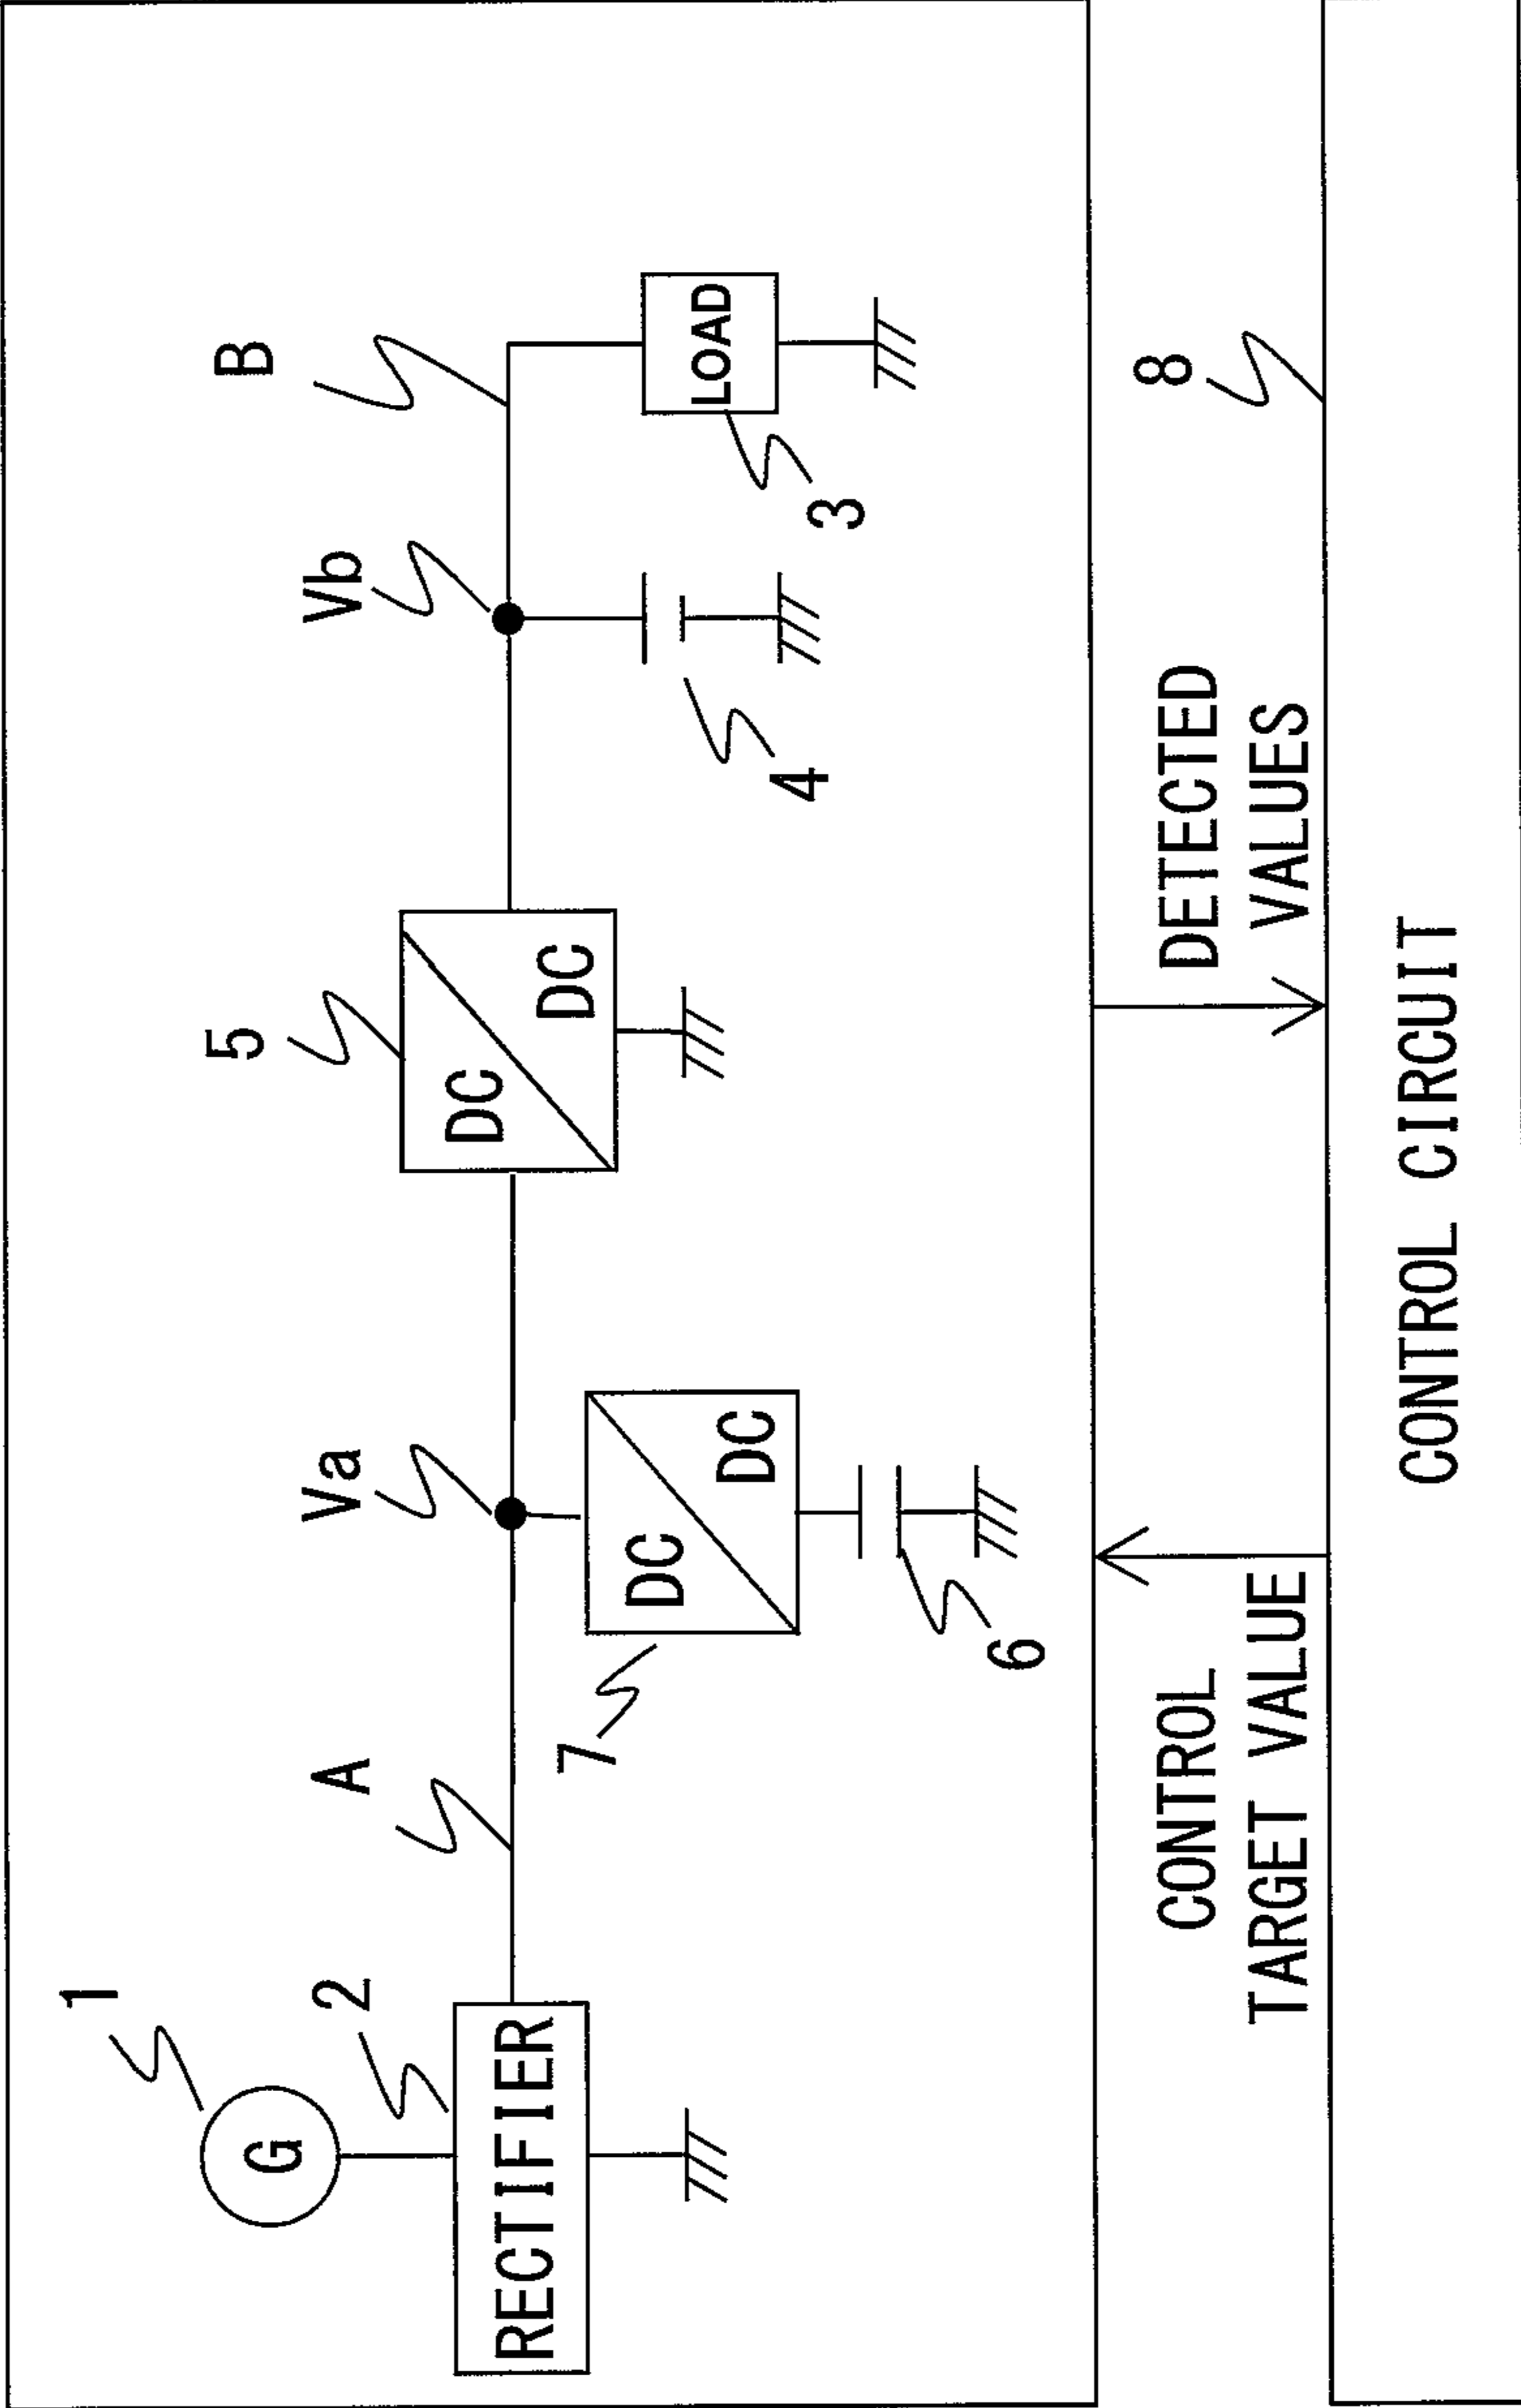 1
G
2
RECTIFIER
A
Va
7
DC
DC
6
5
DC
DC
Vb
4
B
LOAD
3
CONTROL
TARGET VALUE
DETECTED
VALUES
8
CONTROL CIRCUIT